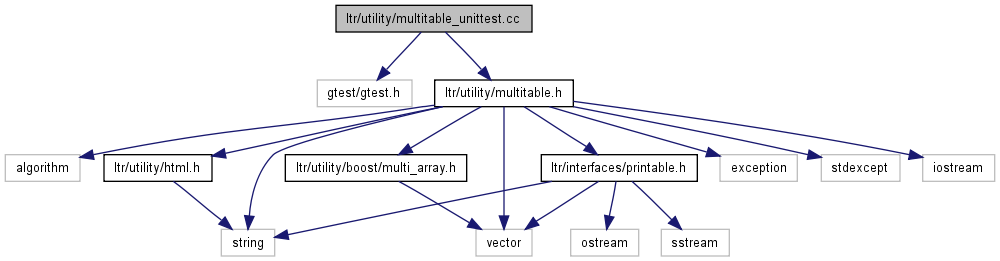 ltr/utility/multitable_unittest.cc
gtest/gtest.h
ltr/utility/multitable.h
algorithm
ltr/utility/html.h
ltr/utility/boost/multi_array.h
ltr/interfaces/printable.h
exception
stdexcept
iostream
string
vector
ostream
sstream